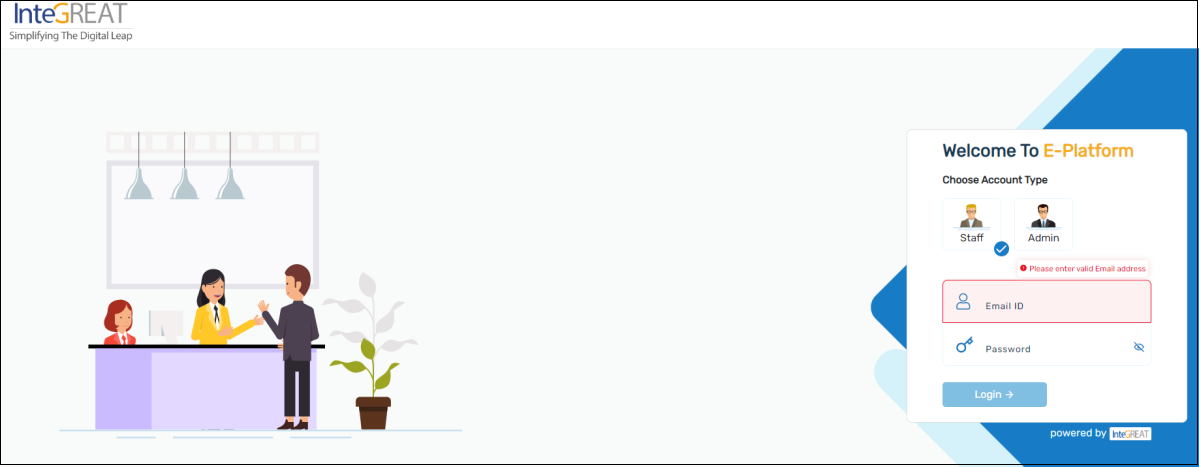 InteGREAT
Simplifying The Digital Leap
Welcome To E-Platform
Choose Account Type
Staff
Admin
Please enter valid Email address
Email ID
Password
Login →
powered by InteGREAT